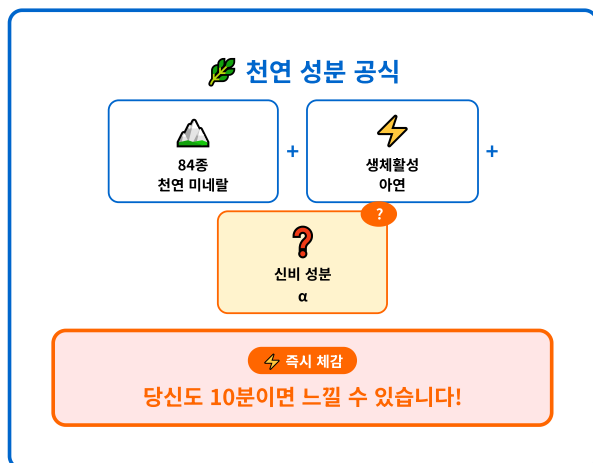 천연 성분 공식
84종
천연 미네랄
+
생체활성
아연
+
?
신비 성분
α
즉시 체감
당신도 10분이면 느낄 수 있습니다!